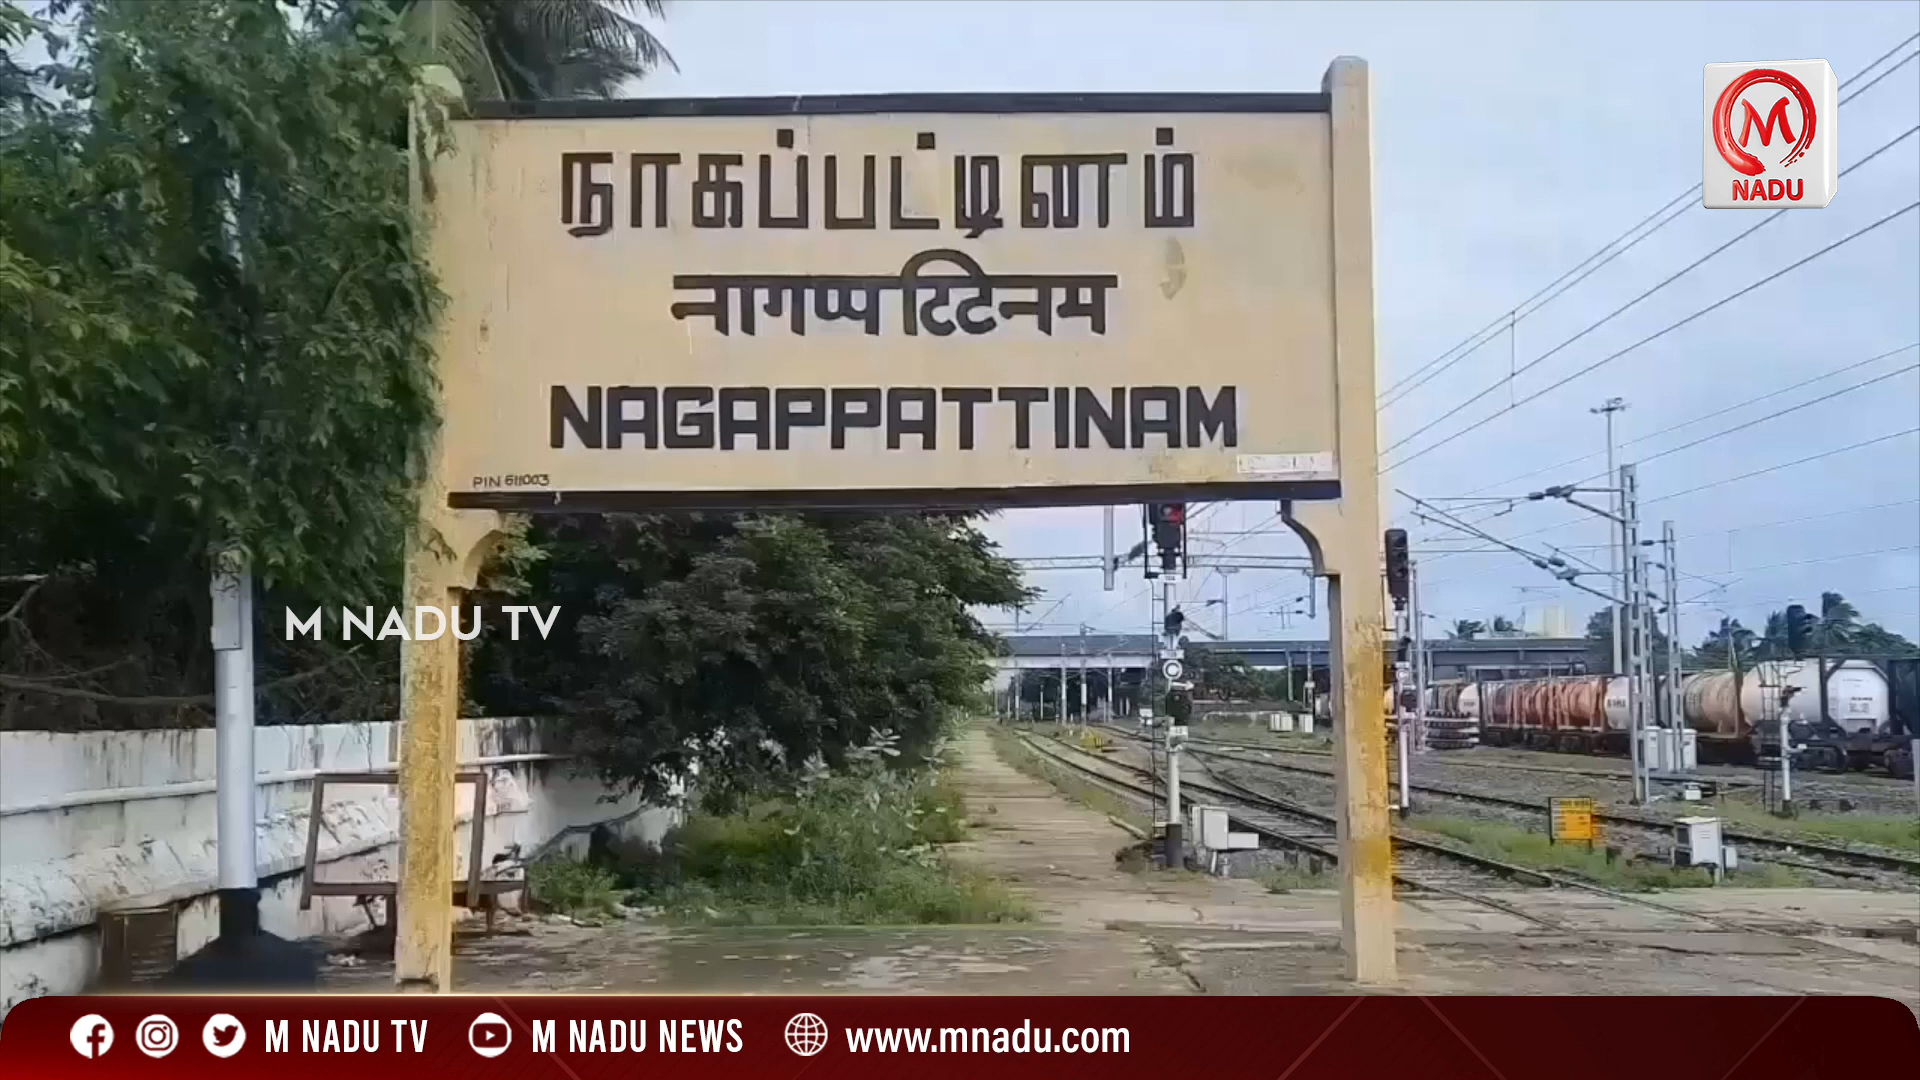 நாகப்பட்டினம்
नागप्पटिटेनम
NAGAPPATTINAM
PIN 611003
M
NADU
M NADU TV
M NADU TV
M NADU NEWS
www.mnadu.com